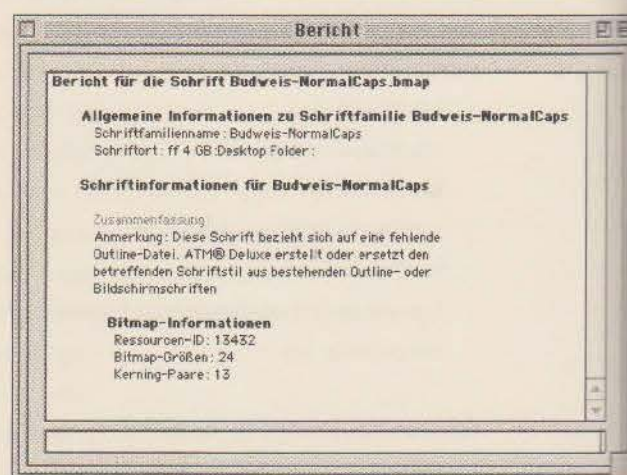 Bericht
Bericht für die Schrift Budweis-NormalCaps.bmap
Allgemeine Informationen zu Schriftfamilie Budweis-NormalCaps
Schriftfamilienname: Budweis-NormalCaps
Schriftort: ff 4 GB:Desktop Folder:
Schriftinformationen für Budweis-NormalCaps
Zusammenfassung
Anmerkung: Diese Schrift bezieht sich auf eine fehlende
Outline-Datei. ATM® Deluxe erstellt oder ersetzt den
betreffenden Schriftstil aus bestehenden Outline- oder
Bildschirmschriften
Bitmap-Informationen
Ressourcen-ID: 13432
Bitmap-Größen: 24
Kerning-Paare: 13